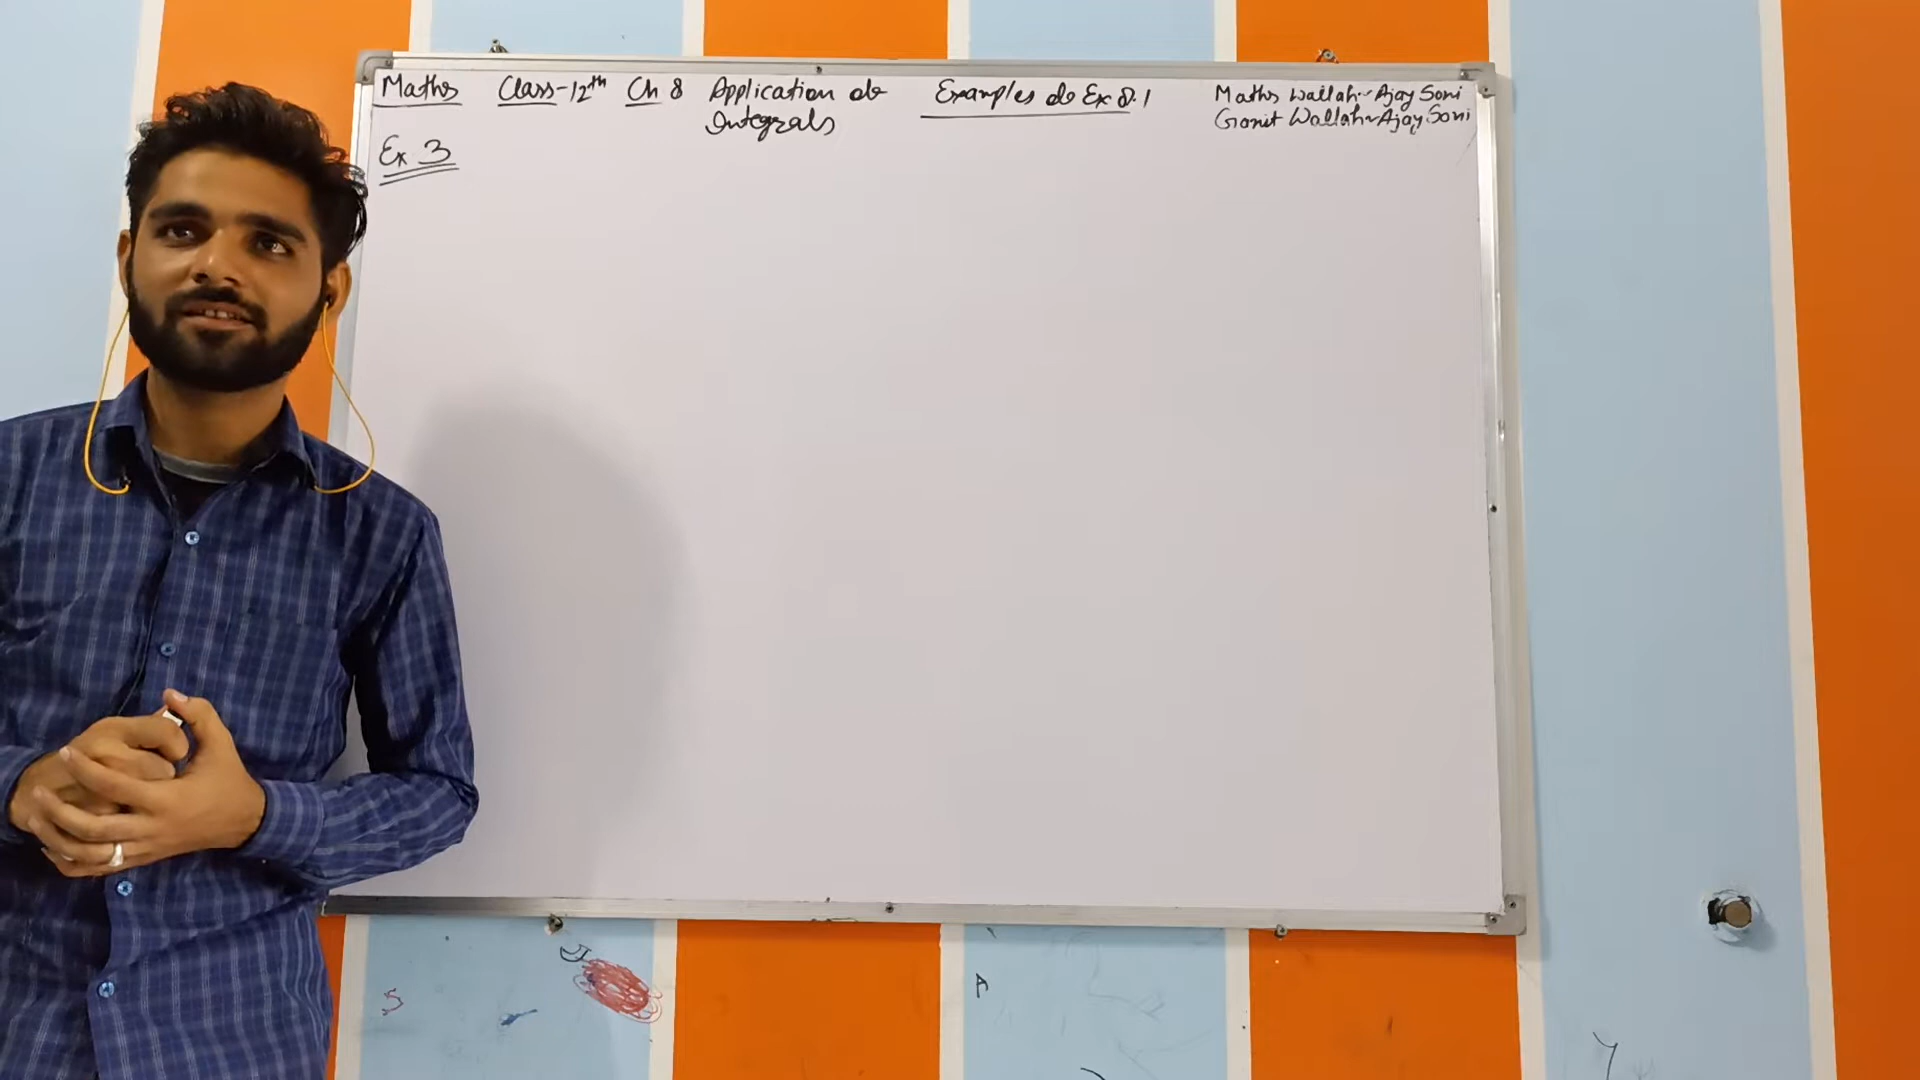 Maths Class-12th Ch 8 Application of Integrals Examples of Ex 8.1
Maths Wallah~Ajay Soni
Ganit Wallah~Ajay Soni
Ex 3
S
A